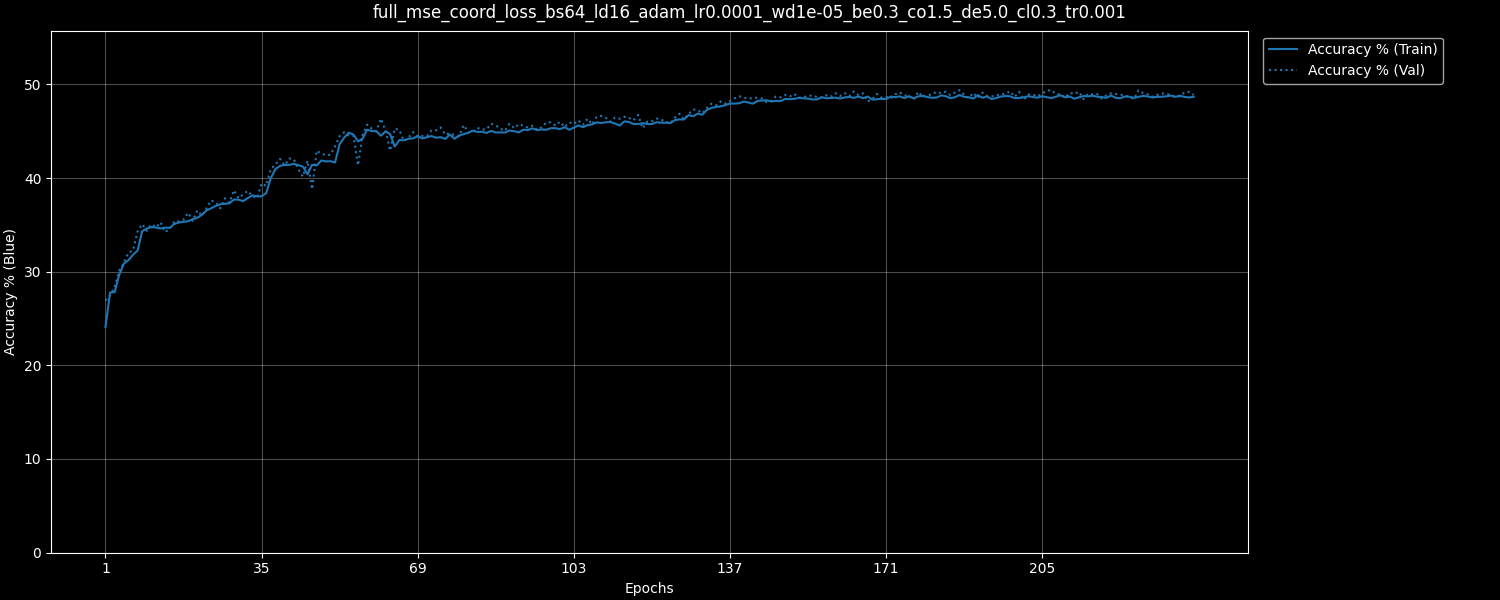 full_mse_coord_loss_bs64_ld16_adam_lr0.0001_wd1e-05_be0.3_co1.5_de5.0_cl0.3_tr0.001
Accuracy % (Train)
Accuracy % (Val)
Accuracy % (Blue)
50
40
30
20
10
0
1 35 69 103 137 171 205
Epochs